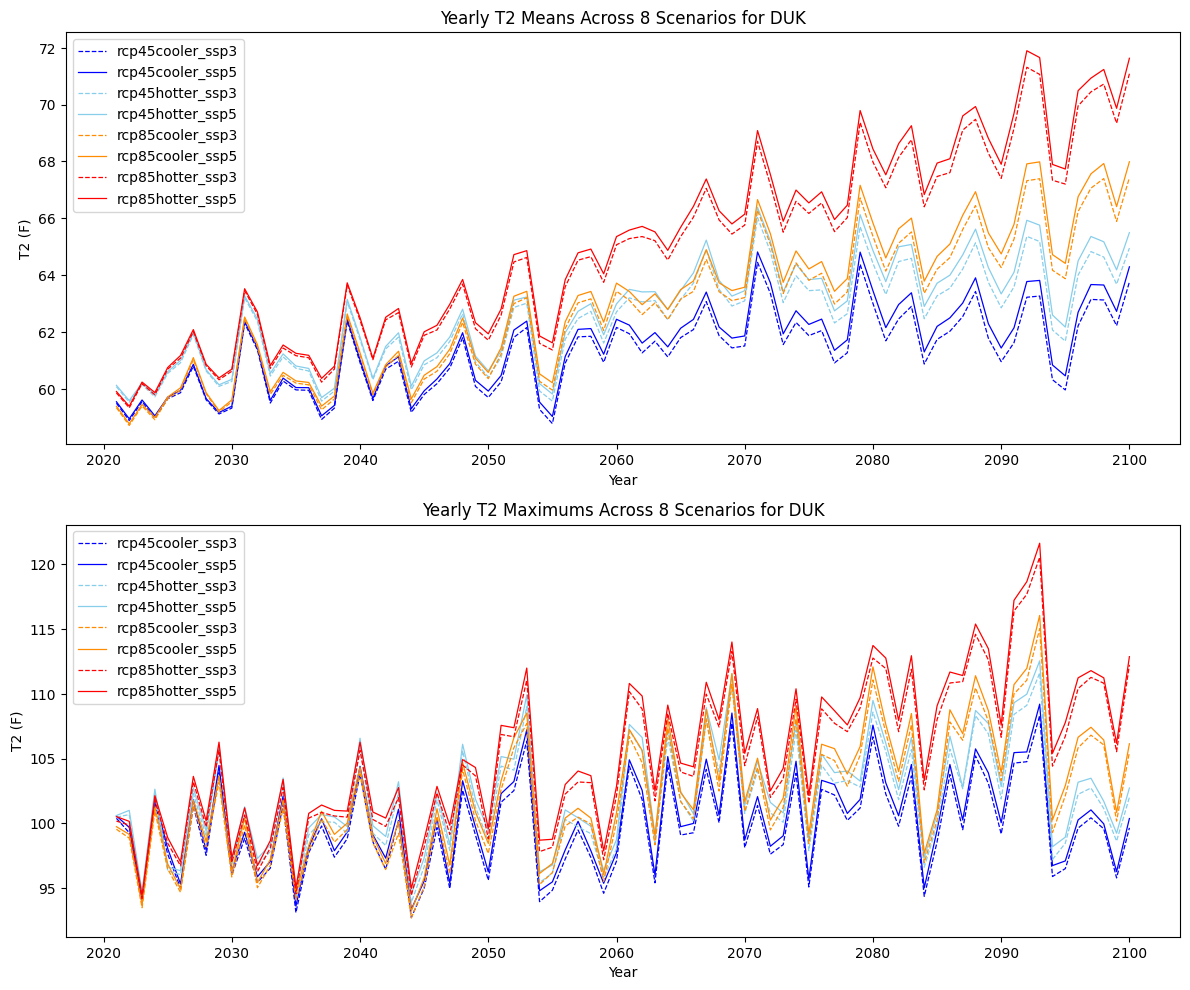 Yearly T2 Means Across 8 Scenarios for DUK
rcp45cooler_ssp3
rcp45cooler_ssp5
rcp45hotter_ssp3
rcp45hotter_ssp5
rcp85cooler_ssp3
rcp85cooler_ssp5
rcp85hotter_ssp3
rcp85hotter_ssp5
T2 (F)
72
70
68
66
64
62
60
2020 2030 2040 2050 2060 2070 2080 2090 2100
Year
Yearly T2 Maximums Across 8 Scenarios for DUK
rcp45cooler_ssp3
rcp45cooler_ssp5
rcp45hotter_ssp3
rcp45hotter_ssp5
rcp85cooler_ssp3
rcp85cooler_ssp5
rcp85hotter_ssp3
rcp85hotter_ssp5
T2 (F)
120
115
110
105
100
95
2020 2030 2040 2050 2060 2070 2080 2090 2100
Year